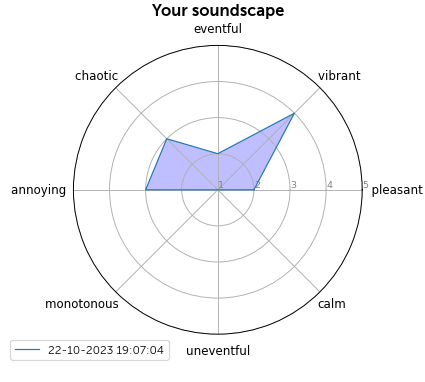 Your soundscape
eventful
chaotic
vibrant
annoying
1 2 3 4 5
pleasant
monotonous
calm
uneventful
22-10-2023 19:07:04